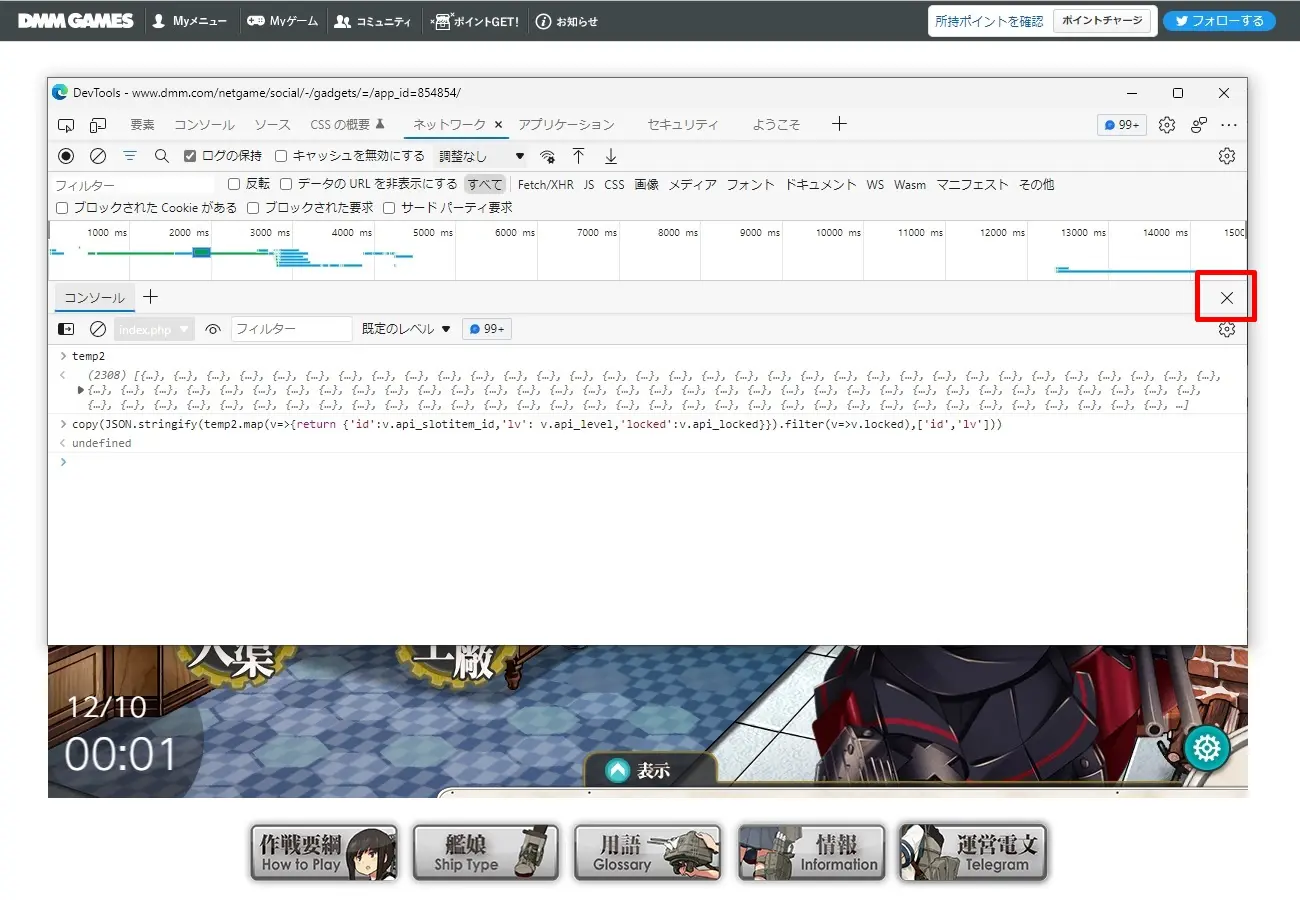 DMM GAMES Myメニュー Myゲーム コミュニティ ポイントGET! お知らせ 所持ポイントを確認 ポイントチャージ フォローする
DevTools - www.dmm.com/netgame/social/-/gadgets/=/app_id=854854/
要素 コンソール ソース CSS の概要 ネットワーク アプリケーション セキュリティ ようこそ 99+
ログの保持 キャッシュを無効にする 調整なし
フィルター 反転 データの URL を非表示にする すべて Fetch/XHR JS CSS 画像 メディア フォント ドキュメント WS Wasm マニフェスト その他
ブロックされた Cookie がある ブロックされた要求 サード パーティ要求
1000 ms 2000 ms 3000 ms 4000 ms 5000 ms 6000 ms 7000 ms 8000 ms 9000 ms 10000 ms 11000 ms 12000 ms 13000 ms 14000 ms 1500
コンソール
index.php フィルター 既定のレベル 99+
temp2
(2308) [{…}, {…}, {…}, {…}, {…}, {…}, {…}, {…}, {…}, {…}, {…}, {…}, {…}, {…}, {…}, {…}, {…}, {…}, {…}, {…}, {…}, {…}, {…}, {…}, {…}, {…}, {…}, {…}, {…}, {…}, {…}, {…}, {…},
{…}, {…}, {…}, {…}, {…}, {…}, {…}, {…}, {…}, {…}, {…}, {…}, {…}, {…}, {…}, {…}, {…}, {…}, {…}, {…}, {…}, {…}, {…}, {…}, {…}, {…}, {…}, {…}, {…}, {…}, {…}, {…}, {…}, {…},
{…}, {…}, {…}, {…}, {…}, {…}, {…}, {…}, {…}, {…}, {…}, {…}, {…}, {…}, {…}, {…}, {…}, {…}, {…}, {…}, {…}, {…}, {…}, {…}, {…}, {…}, {…}, {…}, {…}, {…}, {…}, {…}, {…}, …]
copy(JSON.stringify(temp2.map(v=>{return {'id':v.api_slotitem_id,'lv': v.api_level,'locked':v.api_locked}}).filter(v=>v.locked),['id','lv']))
undefined
入渠 工廠
12/10
00:01
表示
作戦要綱 艦娘 用語 情報 運営電文
How to Play Ship Type Glossary Information Telegram